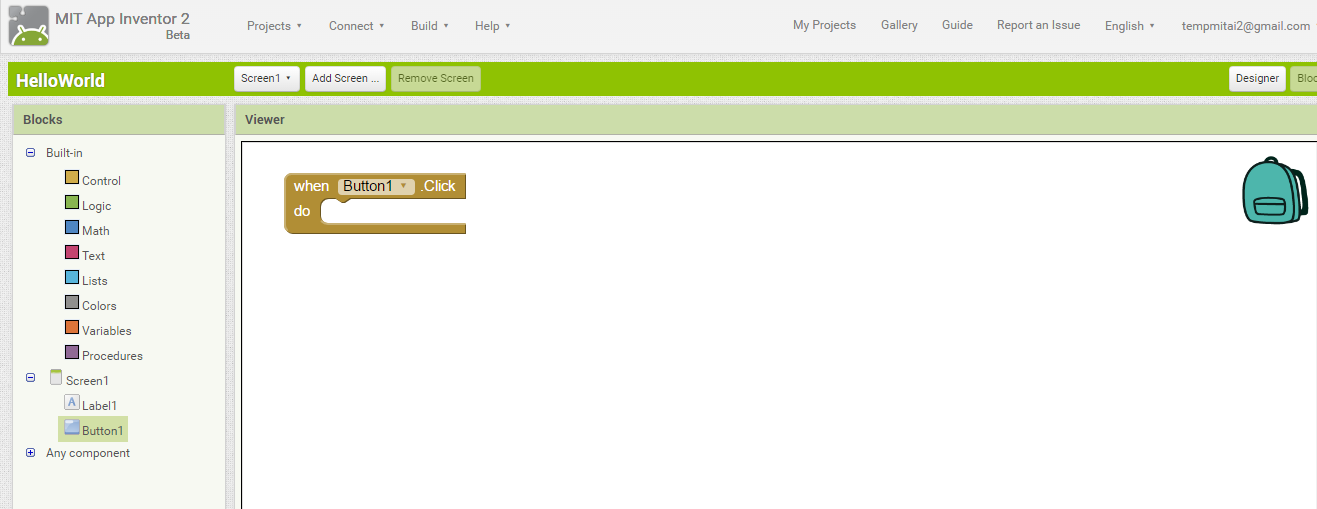 MIT App Inventor 2
Beta
Projects Connect Build Help
My Projects Gallery Guide Report an Issue English tempmitai2@gmail.com
HelloWorld Screen1 Add Screen ... Remove Screen Designer Bloc
Blocks Viewer
Built-in
Control
Logic
Math
Text
Lists
Colors
Variables
Procedures
Screen1
A Label1
Button1
Any component
when Button1 .Click
do